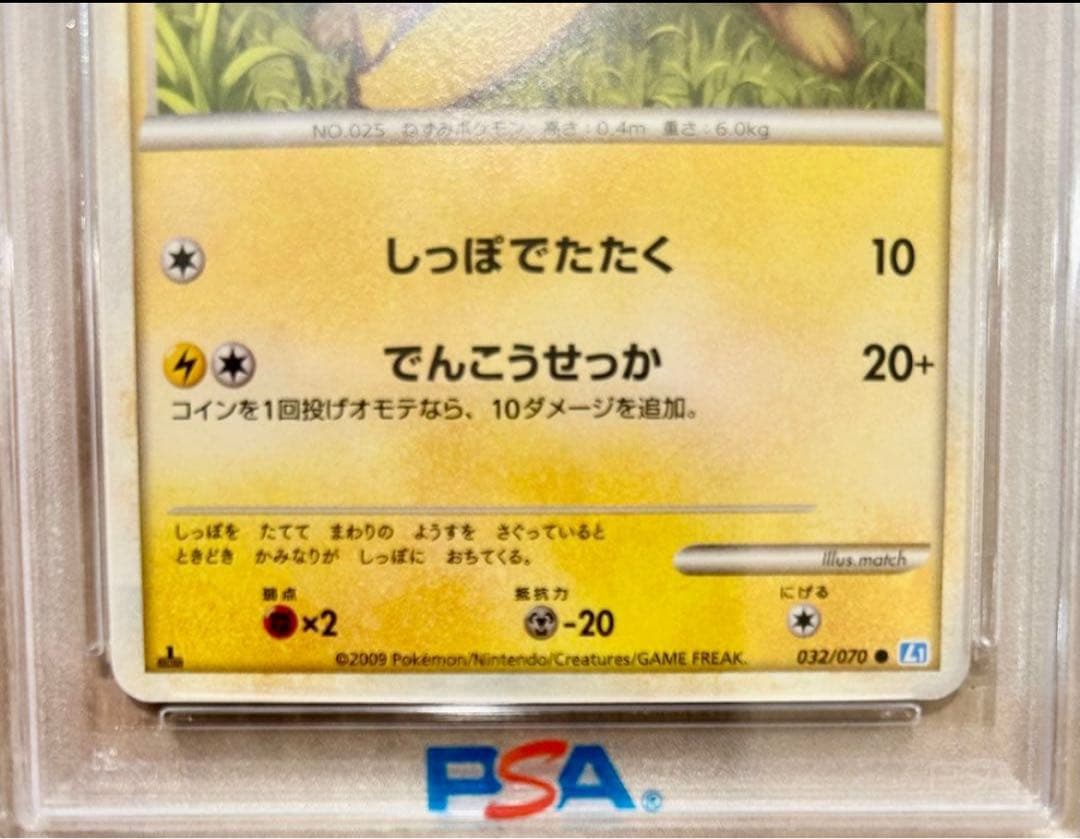 NO.025 ねずみポケモン 高さ:0.4m 重さ:6.0kg
しっぽでたたく 10
でんこうせっか 20+
コインを1回投げオモテなら、10ダメージを追加。
しっぽを たてて まわりの ようすを さぐっていると
ときどき かみなりが しっぽに おちてくる。
Illus.match
弱点 抵抗力 にげる
×2 -20
1
©2009 Pokémon/Nintendo/Creatures/GAME FREAK. 032/070 ● L1
PSA®